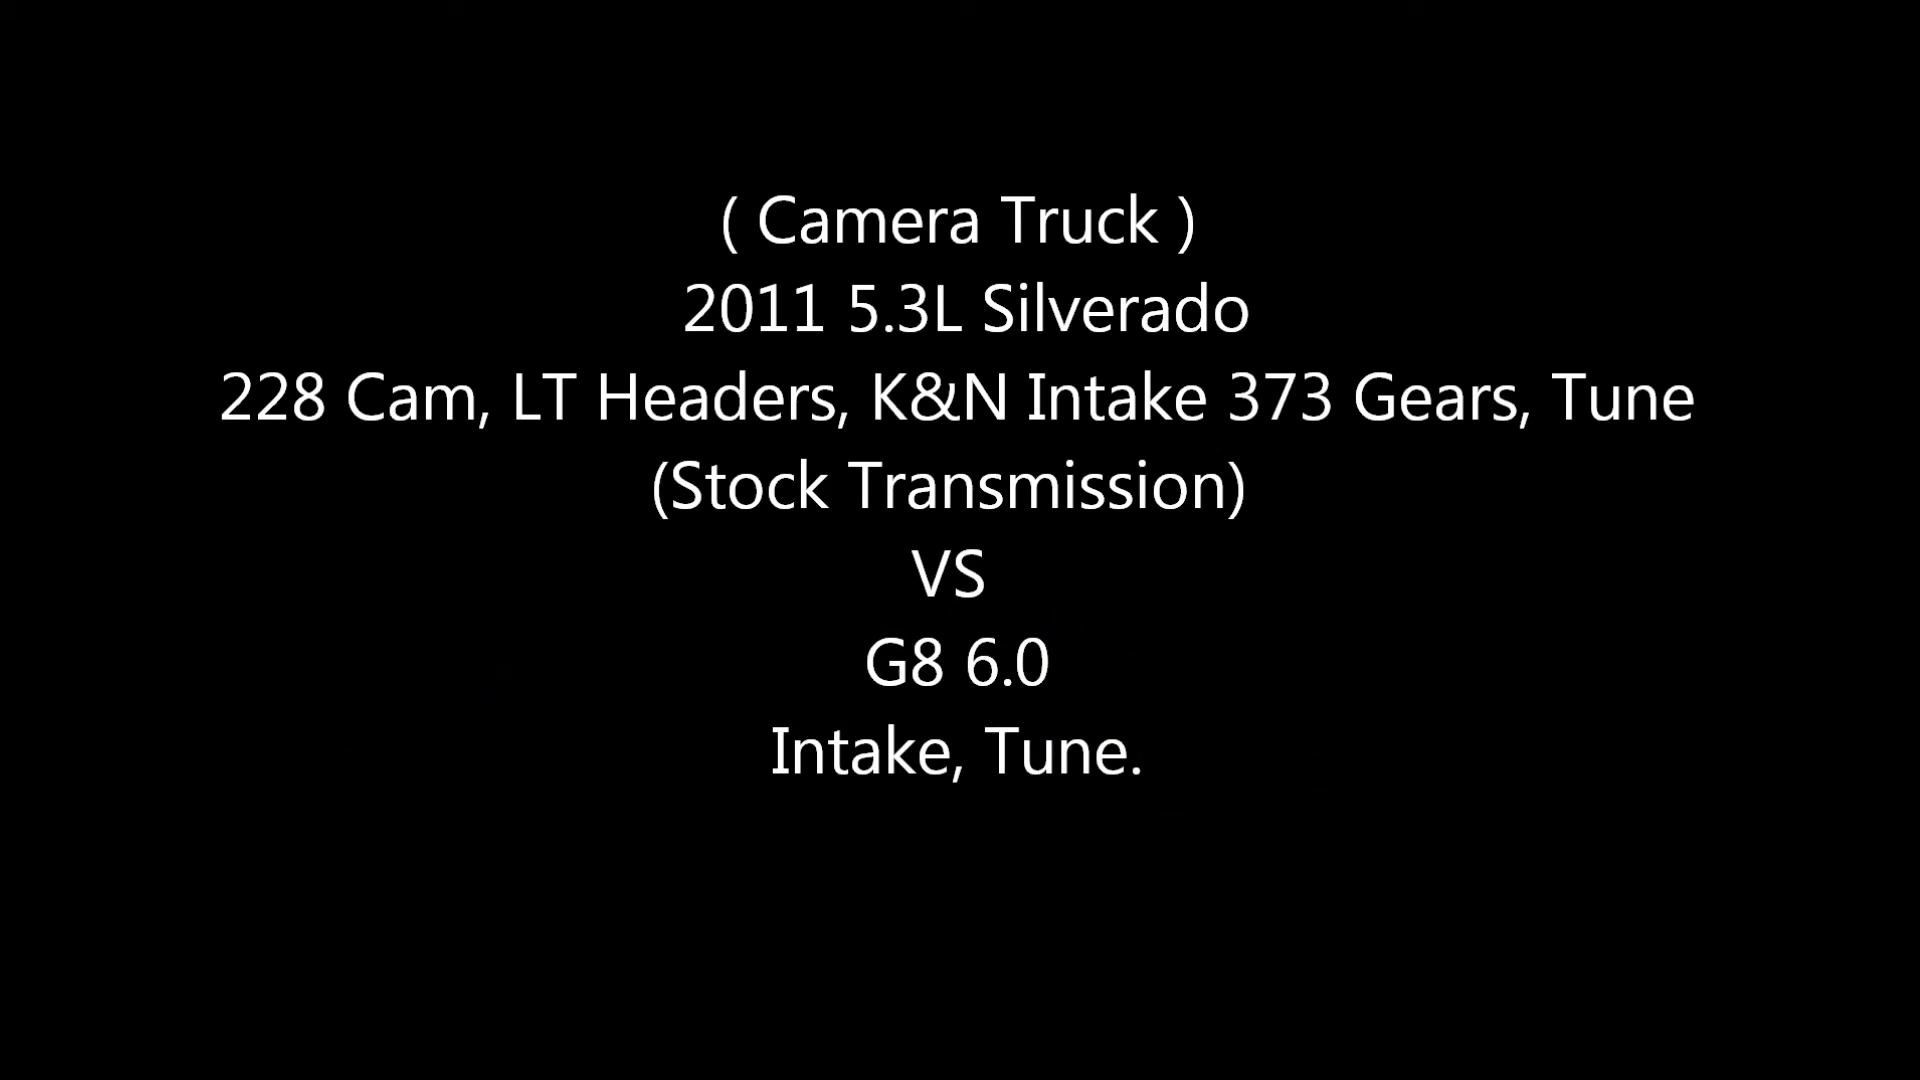 ( Camera Truck )
2011 5.3L Silverado
228 Cam, LT Headers, K&N Intake 373 Gears, Tune
(Stock Transmission)
VS
G8 6.0
Intake, Tune.